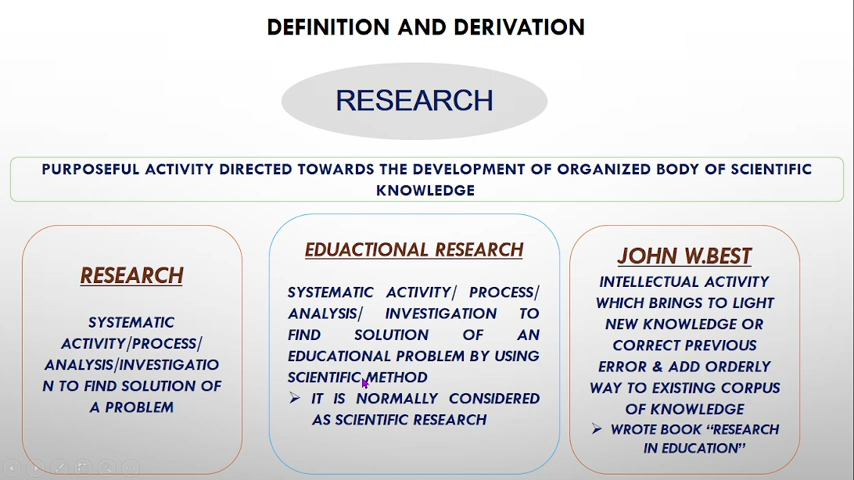 DEFINITION AND DERIVATION
RESEARCH
PURPOSEFUL ACTIVITY DIRECTED TOWARDS THE DEVELOPMENT OF ORGANIZED BODY OF SCIENTIFIC
KNOWLEDGE
RESEARCH
SYSTEMATIC
ACTIVITY/PROCESS/
ANALYSIS/INVESTIGATIO
N TO FIND SOLUTION OF
A PROBLEM
EDUACTIONAL RESEARCH
SYSTEMATIC ACTIVITY/ PROCESS/
ANALYSIS/ INVESTIGATION TO
FIND SOLUTION OF AN
EDUCATIONAL PROBLEM BY USING
SCIENTIFIC METHOD
➢ IT IS NORMALLY CONSIDERED
AS SCIENTIFIC RESEARCH
JOHN W.BEST
INTELLECTUAL ACTIVITY
WHICH BRINGS TO LIGHT
NEW KNOWLEDGE OR
CORRECT PREVIOUS
ERROR & ADD ORDERLY
WAY TO EXISTING CORPUS
OF KNOWLEDGE
➢ WROTE BOOK “RESEARCH
IN EDUCATION”